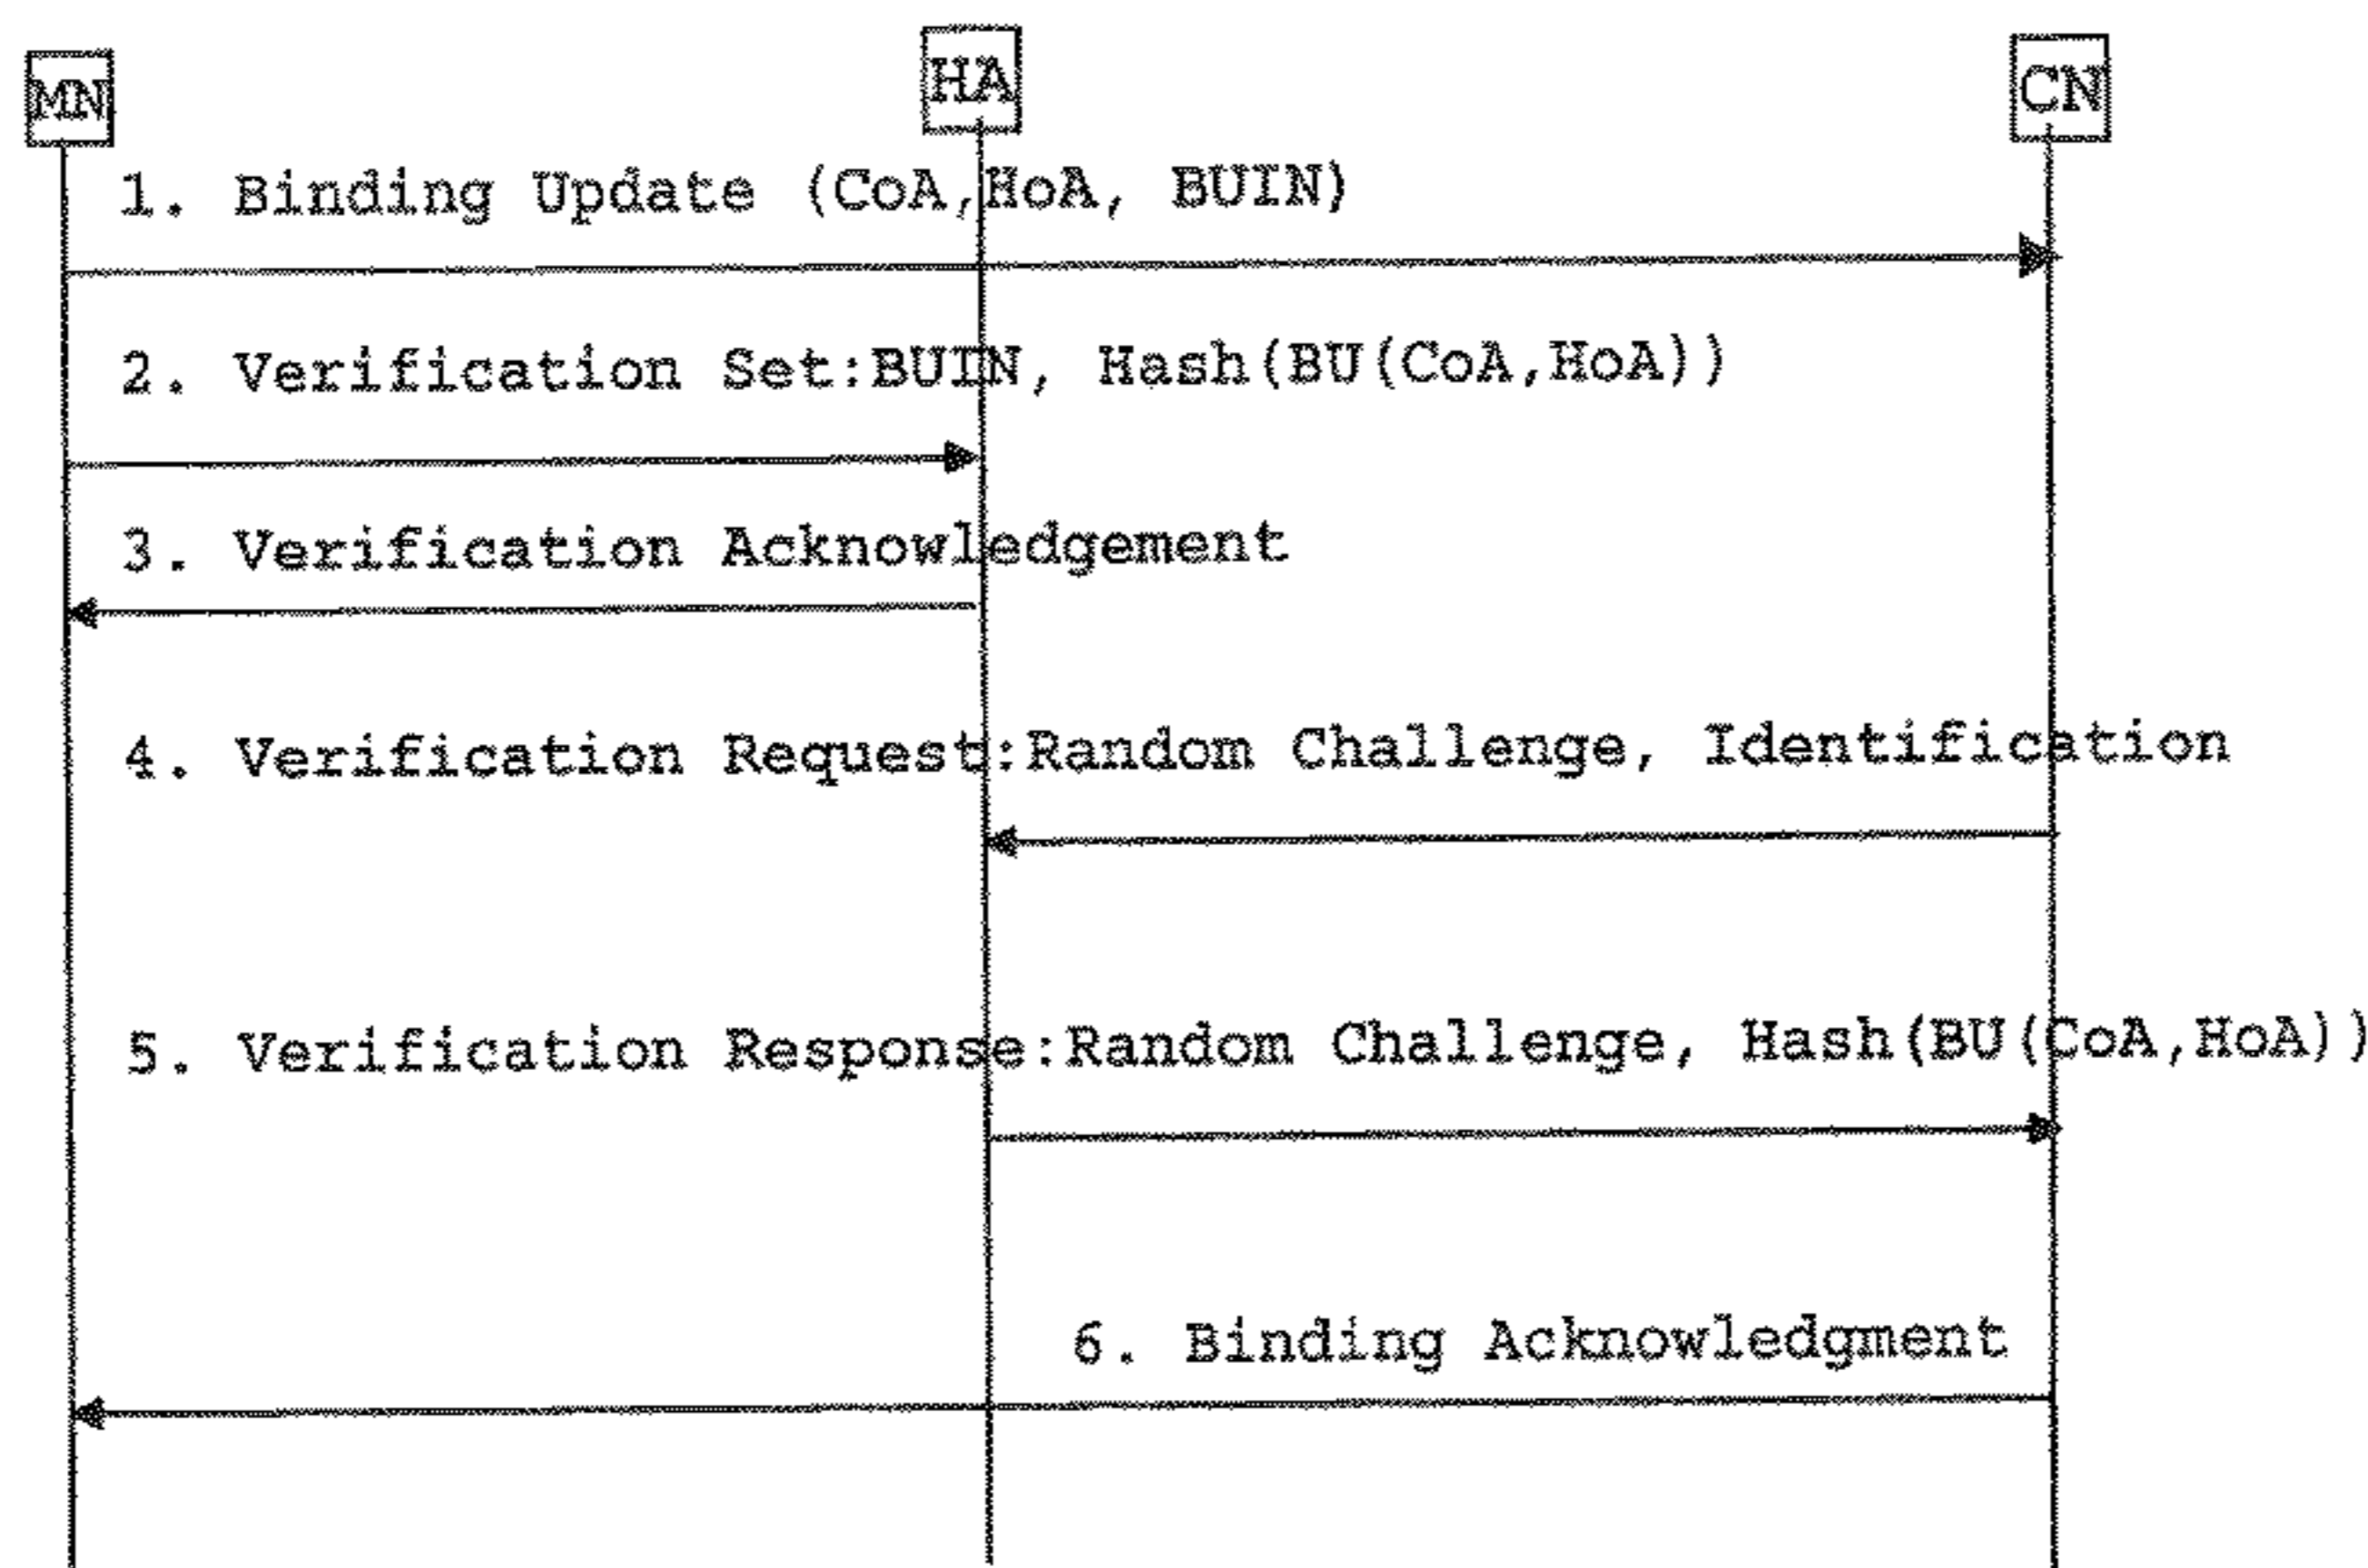 MN
HA
CN
1. Binding Update (CoA,HoA, BUIN)
2. Verification Set:BUIN, Hash(BU(CoA,HoA))
3. Verification Acknowledgement
4. Verification Request:Random Challenge, Identification
5. Verification Response:Random Challenge, Hash(BU(CoA,HoA))
6. Binding Acknowledgment